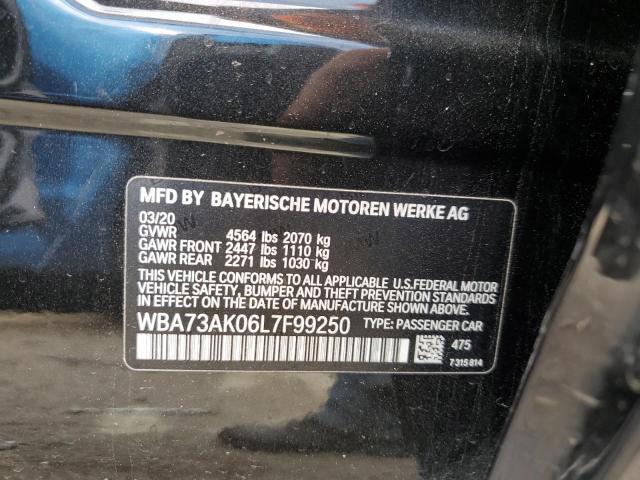 MFD BY BAYERISCHE MOTOREN WERKE AG
03/20
GVWR 4564 lbs 2070 kg
GAWR FRONT 2447 lbs 1110 kg
GAWR REAR 2271 lbs 1030 kg
THIS VEHICLE CONFORMS TO ALL APPLICABLE U.S.FEDERAL MOTOR
VEHICLE SAFETY, BUMPER AND THEFT PREVENTION STANDARDS
IN EFFECT ON THE DATE OF MANUFACTURE SHOWN ABOVE.
WBA73AK06L7F99250 TYPE: PASSENGER CAR
475
7315814